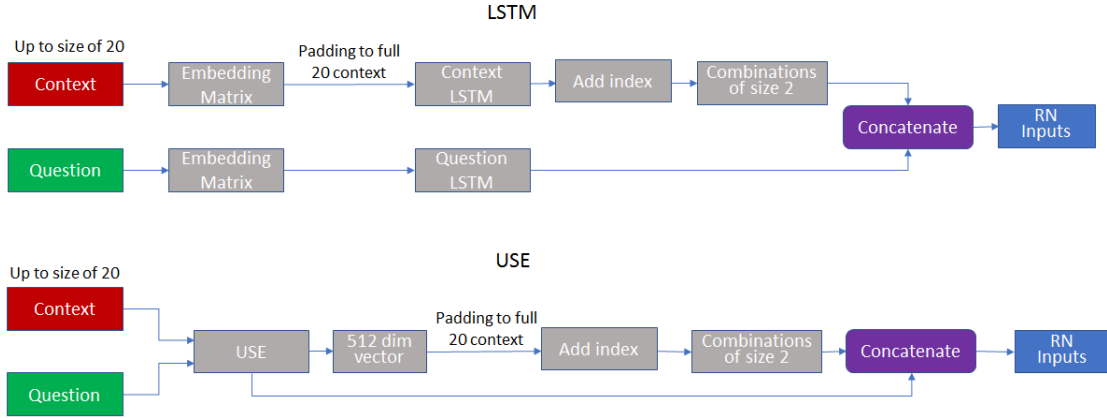 LSTM
Up to size of 20
Context
Embedding
Matrix
Padding to full
20 context
Context
LSTM
Add index
Combinations
of size 2
Concatenate
RN
Inputs
Question
Embedding
Matrix
Question
LSTM
USE
Up to size of 20
Context
Question
USE
512 dim
vector
Padding to full
20 context
Add index
Combinations
of size 2
Concatenate
RN
Inputs